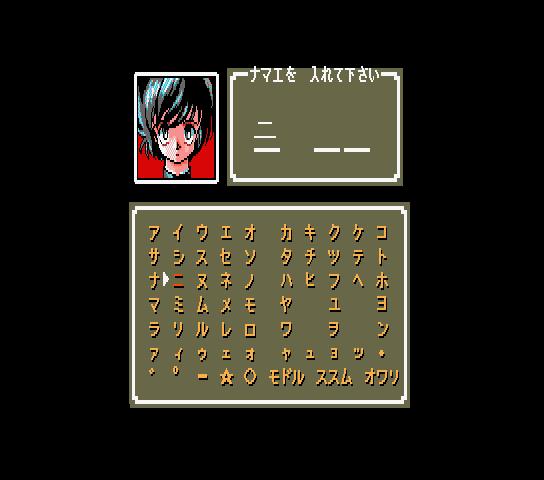 ナマエを 入れて下さい
ニ
アイウエオ カキクケコ
サシスセソ タチツテト
ナニヌネノ ハヒフヘホ
マミムメモ ヤ ユ ヨ
ラリルレロ ワ ヲ ン
ァィゥェォ ャュョッ・
゛゜ー☆◇ モドル ススム オワリ